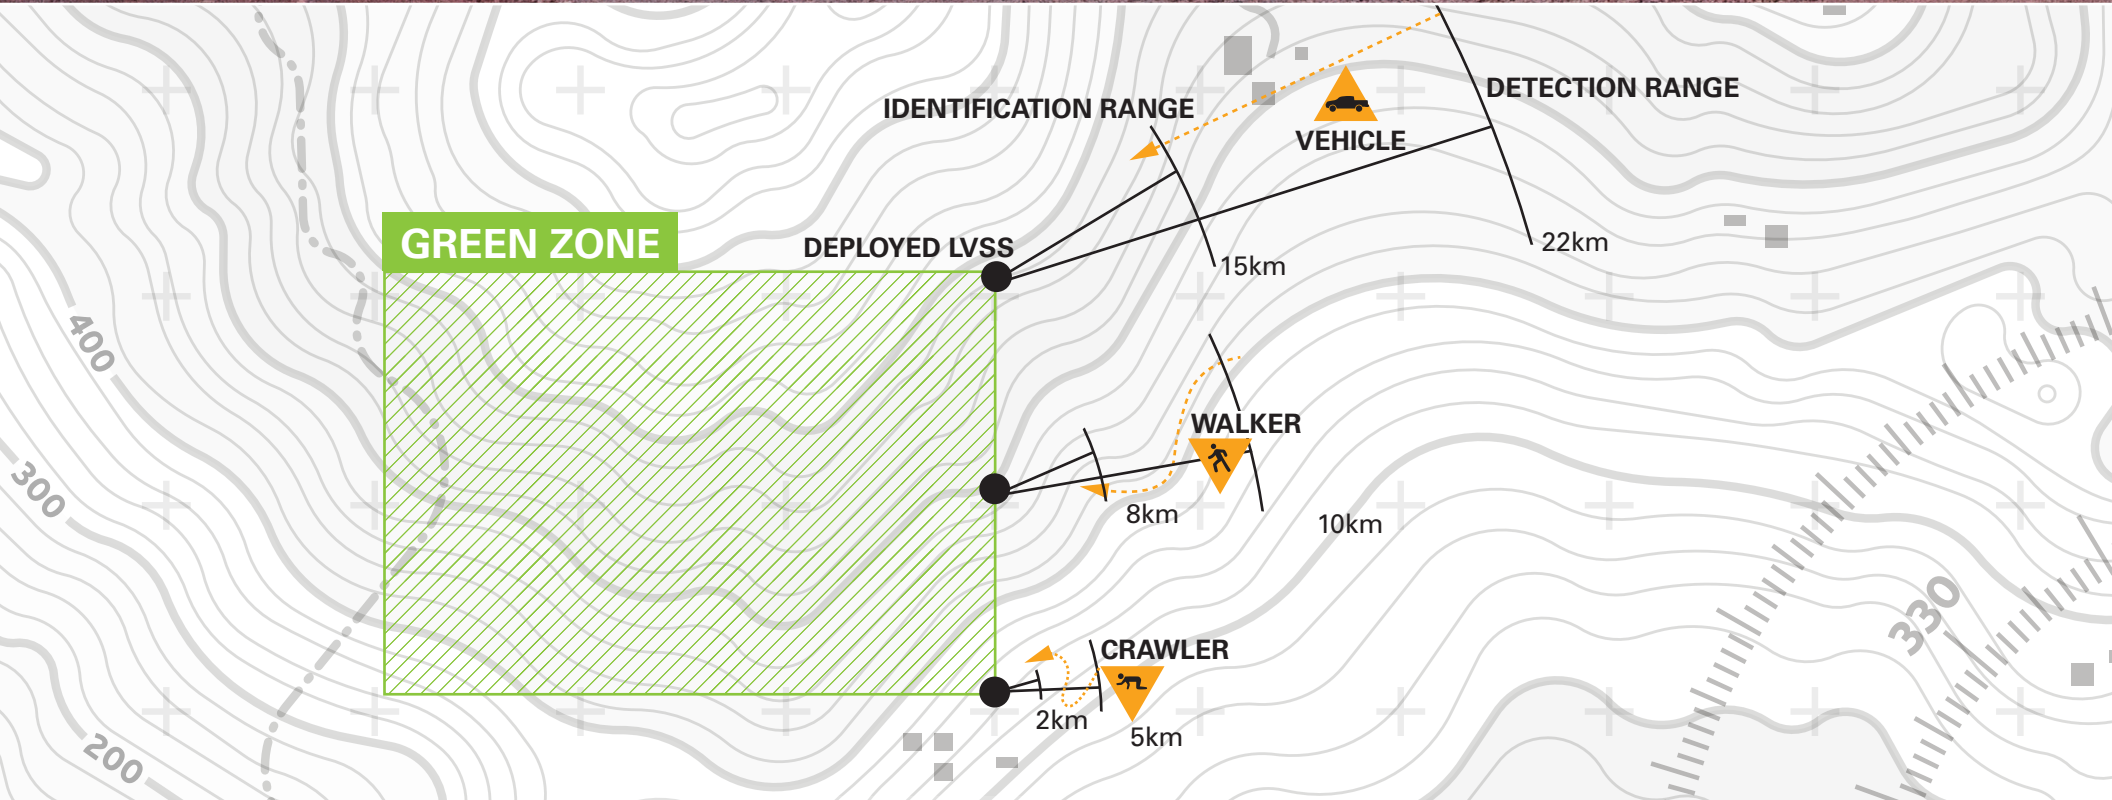 IDENTIFICATION RANGE
DETECTION RANGE
VEHICLE
GREEN ZONE
DEPLOYED LVSS
15km
22km
400
WALKER
300
8km
10km
330
CRAWLER
2km
5km
200